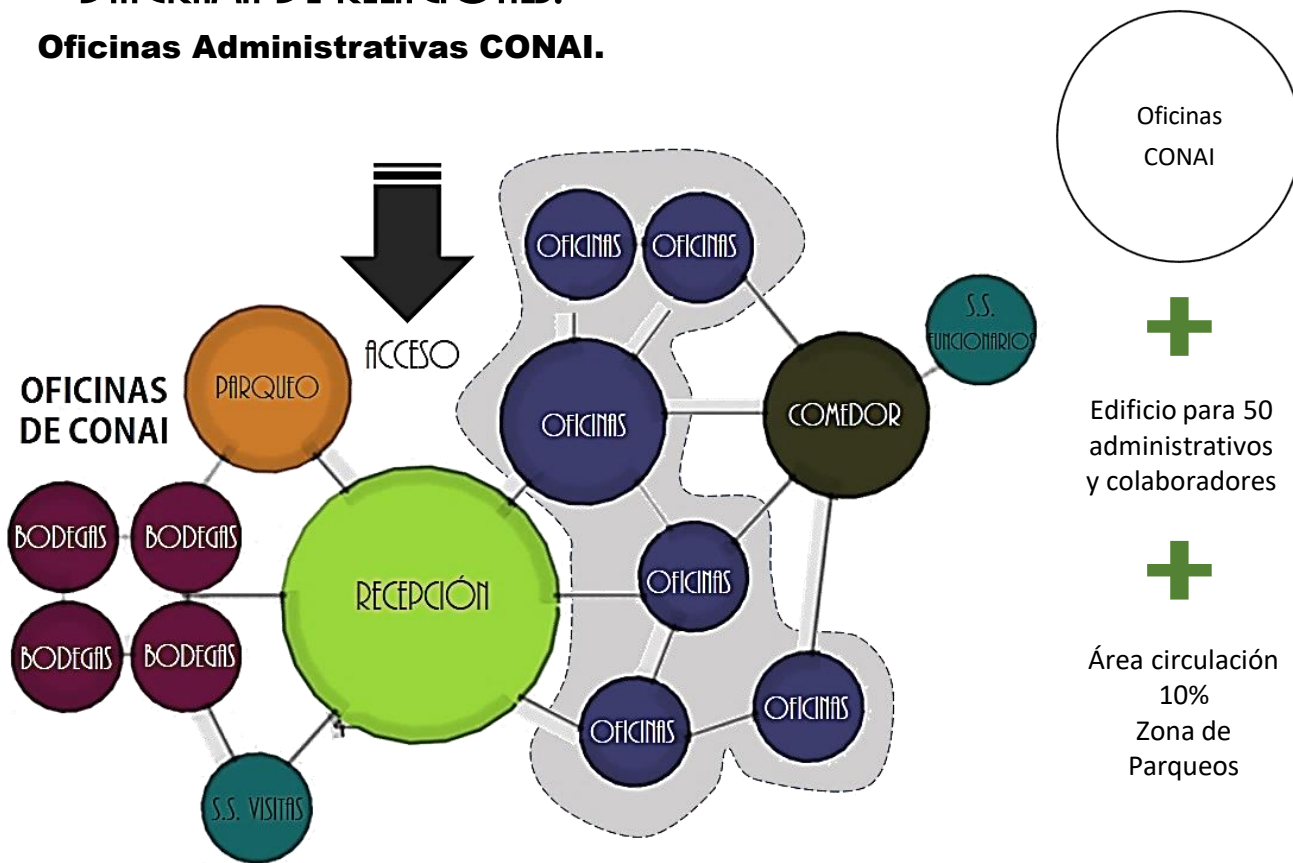 Oficinas Administrativas CONAI.
Oficinas
CONAI
ACCESO
OFICINAS
OFICINAS
S.S.
FUNCIONARIOS
OFICINAS
DE CONAI
PARQUEO
OFICINAS
COMEDOR
Edificio para 50
administrativos
y colaboradores
BODEGAS
BODEGAS
RECEPCIÓN
OFICINAS
BODEGAS
BODEGAS
OFICINAS
OFICINAS
Área circulación
10%
Zona de
Parqueos
S.S. VISITAS